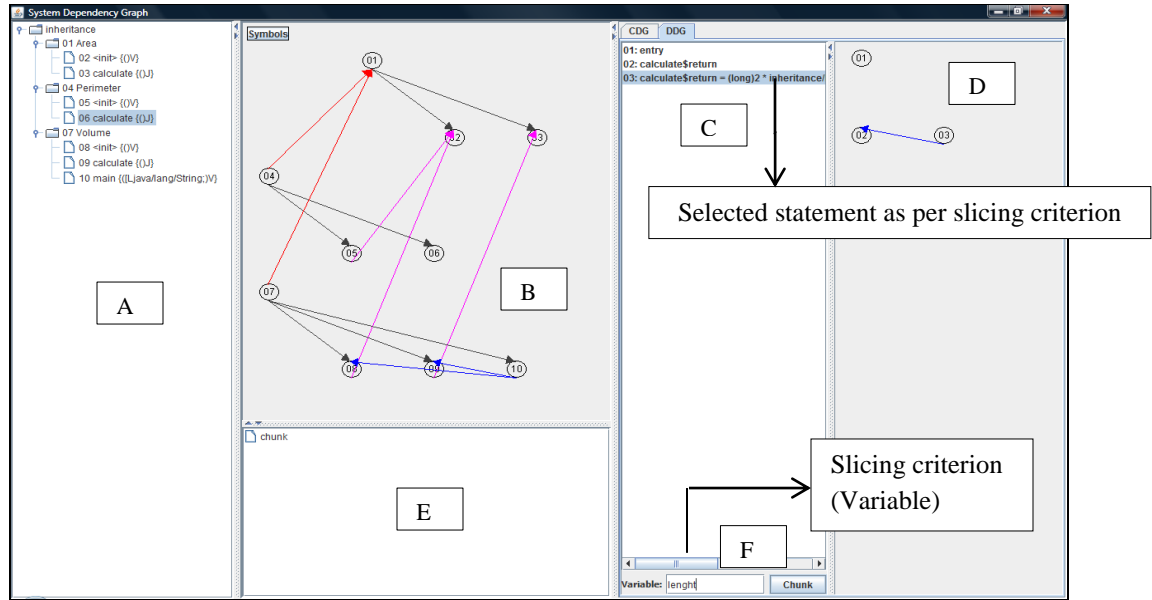 System Dependency Graph
inheritance
01 Area
02 <init> {()V}
03 calculate {()J}
04 Perimeter
05 <init> {()V}
06 calculate {()J}
07 Volume
08 <init> {()V}
09 calculate {()J}
10 main {([Ljava/lang/String;)V}
A
Symbols
01
02
03
04
05
06
07
08
09
10
B
chunk
E
CDG DDG
01: entry
02: calculate$return
03: calculate$return = (long)2 * inheritance/
C
Selected statement as per slicing criterion
01
02
03
D
Slicing criterion
(Variable)
F
Variable: lenght Chunk